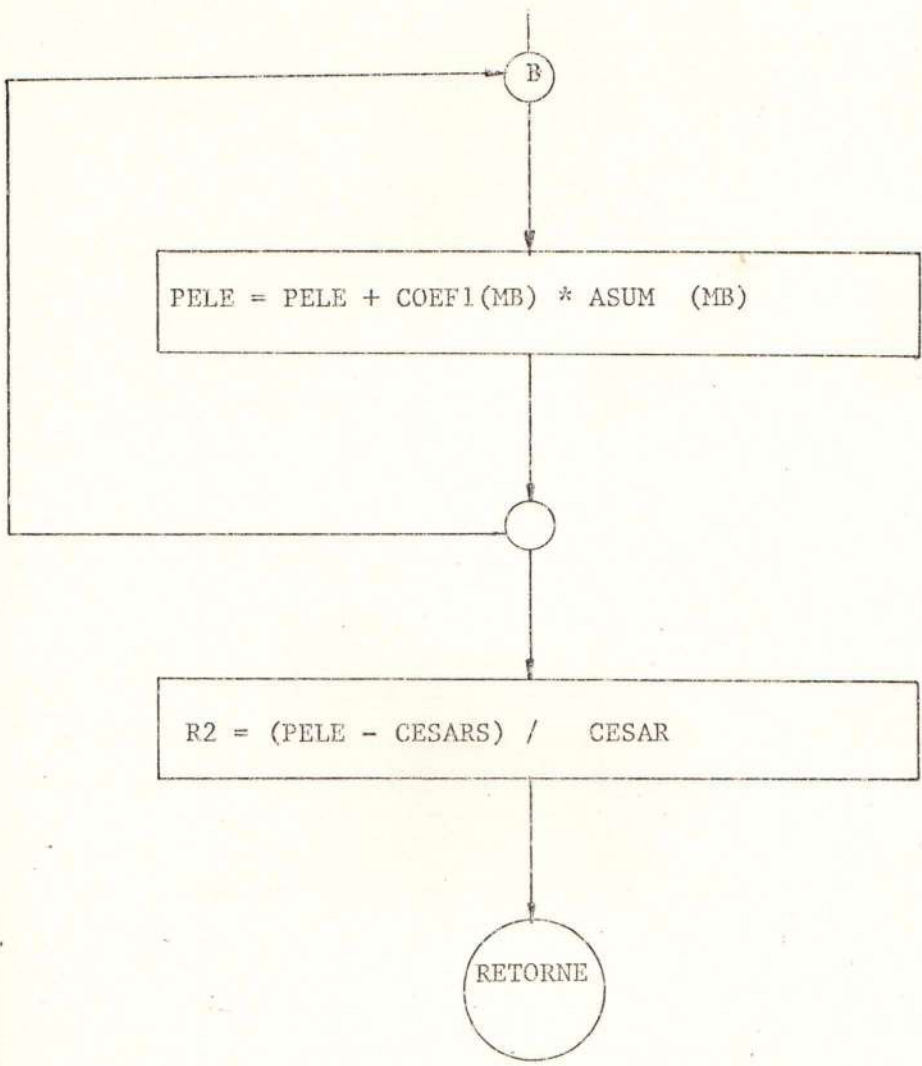 B
PELE = PELE + COEF1(MB) * ASUM (MB)
R2 = (PELE - CESARS) / CESAR
RETORNE